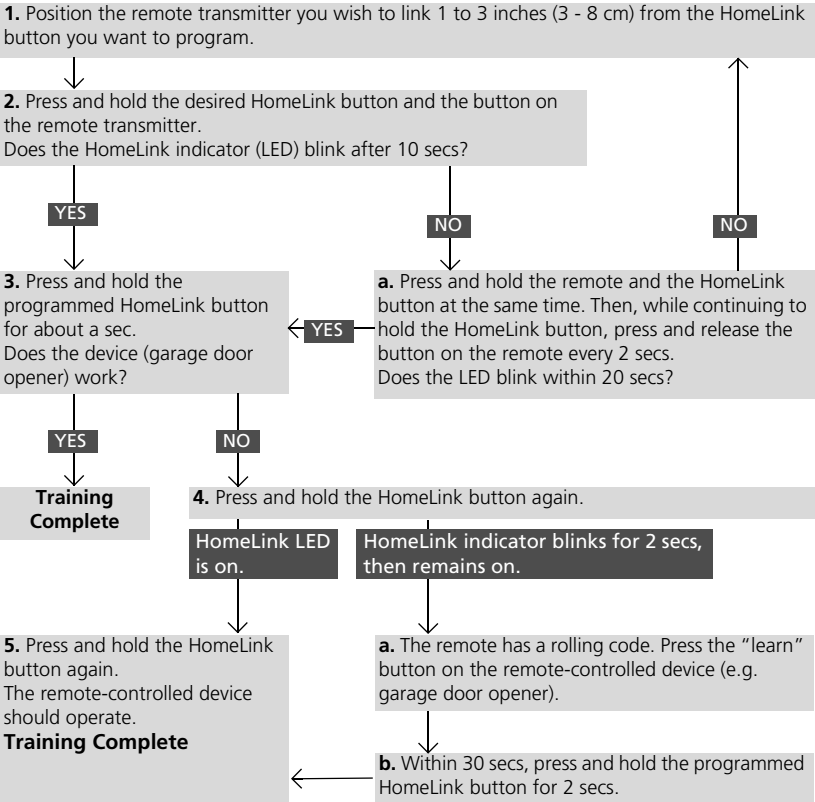 1. Position the remote transmitter you wish to link 1 to 3 inches (3 - 8 cm) from the HomeLink
button you want to program.
2. Press and hold the desired HomeLink button and the button on
the remote transmitter.
Does the HomeLink indicator (LED) blink after 10 secs?
YES
NO
NO
3. Press and hold the
programmed HomeLink button
for about a sec.
Does the device (garage door
opener) work?
YES
a. Press and hold the remote and the HomeLink
button at the same time. Then, while continuing to
hold the HomeLink button, press and release the
button on the remote every 2 secs.
Does the LED blink within 20 secs?
YES
NO
Training
Complete
4. Press and hold the HomeLink button again.
HomeLink LED
is on.
HomeLink indicator blinks for 2 secs,
then remains on.
5. Press and hold the HomeLink
button again.
The remote-controlled device
should operate.
Training Complete
a. The remote has a rolling code. Press the “learn”
button on the remote-controlled device (e.g.
garage door opener).
b. Within 30 secs, press and hold the programmed
HomeLink button for 2 secs.